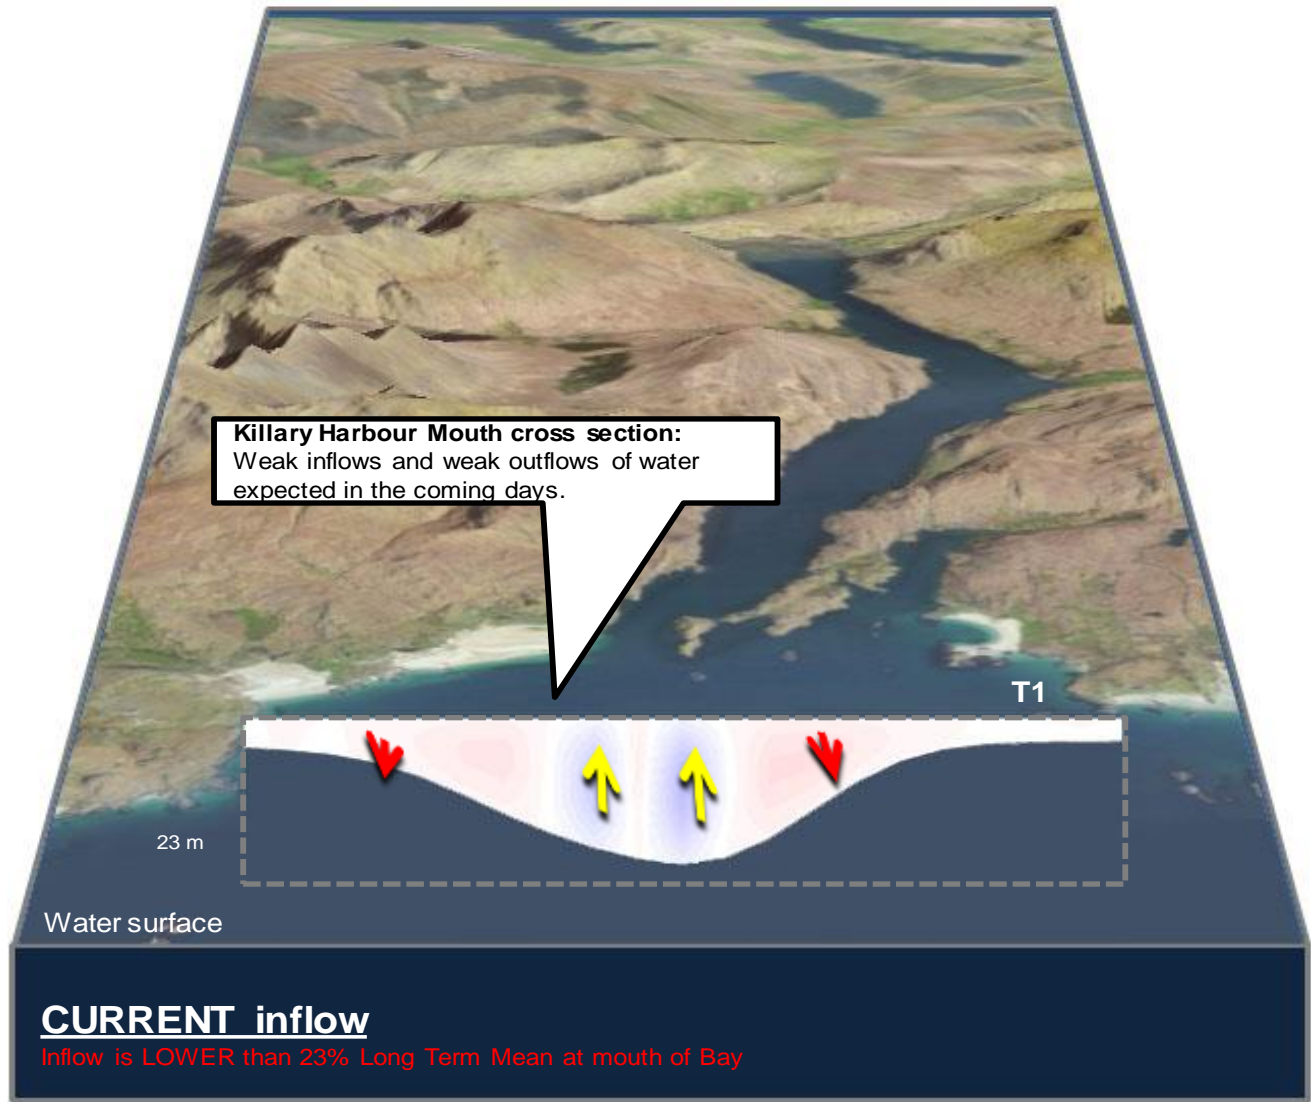 Killary Harbour Mouth cross section:
Weak inflows and weak outflows of water
expected in the coming days.
T1
23 m
Water surface
CURRENT inflow
Inflow is LOWER than 23% Long Term Mean at mouth of Bay